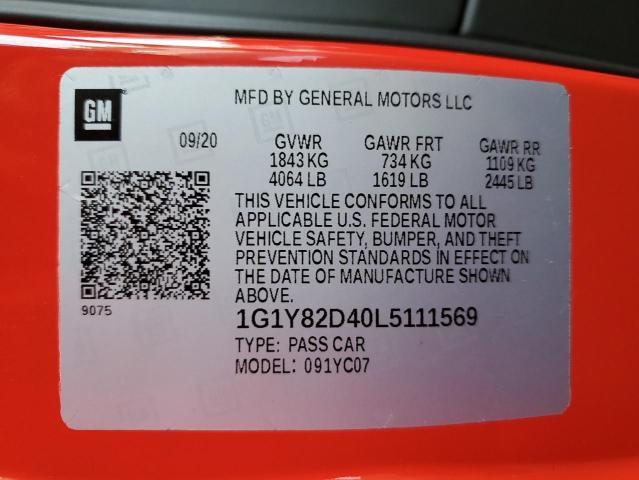 GM
MFD BY GENERAL MOTORS LLC
09/20 GVWR GAWR FRT GAWR RR
1843 KG 734 KG 1109 KG
4064 LB 1619 LB 2445 LB
THIS VEHICLE CONFORMS TO ALL
APPLICABLE U.S. FEDERAL MOTOR
VEHICLE SAFETY, BUMPER, AND THEFT
PREVENTION STANDARDS IN EFFECT ON
THE DATE OF MANUFACTURE SHOWN
ABOVE.
9075
1G1Y82D40L5111569
TYPE: PASS CAR
MODEL: 091YC07